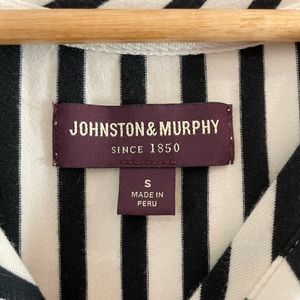 JOHNSTON & MURPHY
SINCE 1850
S
MADE IN
PERU